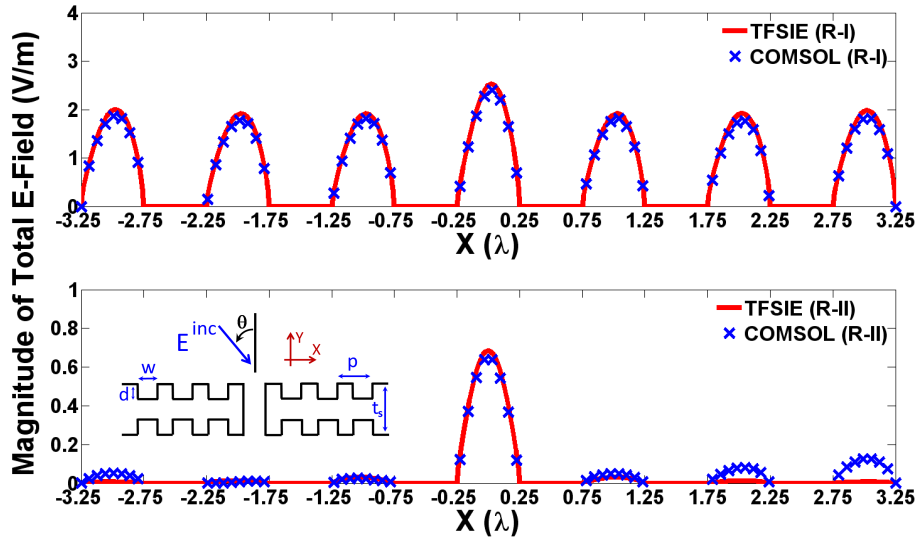 Magnitude of Total E-Field (V/m)
4
3
2
1
0
TFSIE (R-I)
COMSOL (R-I)
-3.25 -2.75 -2.25 -1.75 -1.25 -0.75 -0.25 0.25 0.75 1.25 1.75 2.25 2.75 3.25
X (λ)
1
0.8
0.6
0.4
0.2
0
TFSIE (R-II)
COMSOL (R-II)
E inc
θ
Y
X
w
p
d
ts
-3.25 -2.75 -2.25 -1.75 -1.25 -0.75 -0.25 0.25 0.75 1.25 1.75 2.25 2.75 3.25
X (λ)